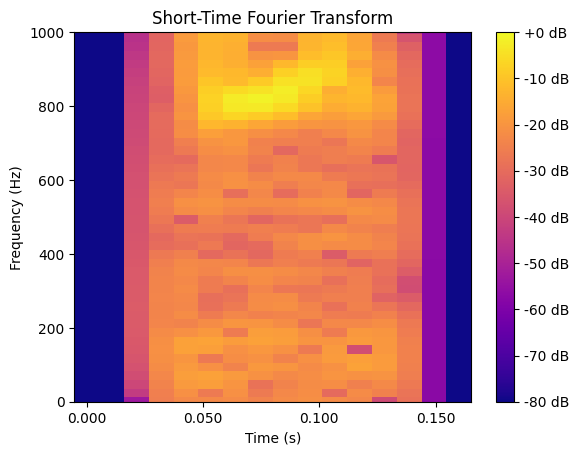 Short-Time Fourier Transform
1000
800
600
400
200
0
Frequency (Hz)
0.000
0.050
0.100
0.150
Time (s)
+0 dB
-10 dB
-20 dB
-30 dB
-40 dB
-50 dB
-60 dB
-70 dB
-80 dB